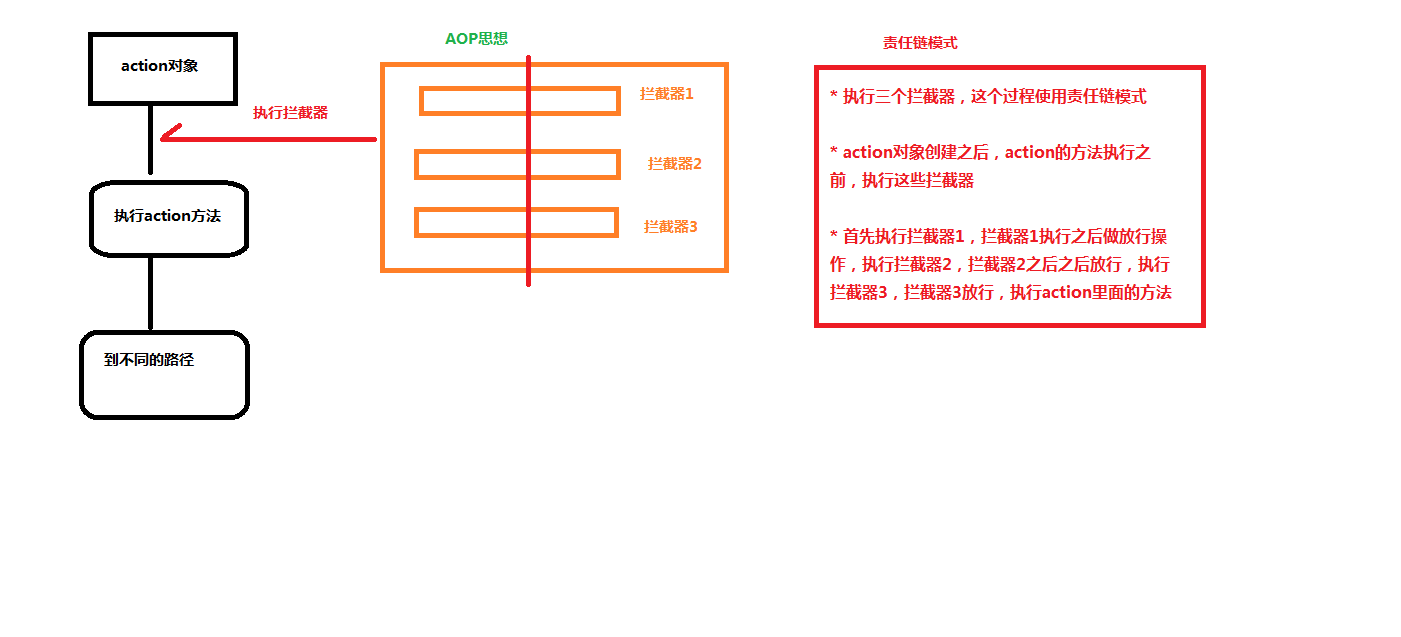 action对象
执行拦截器
执行action方法
到不同的路径
AOP思想
拦截器1
拦截器2
拦截器3
责任链模式
* 执行三个拦截器，这个过程使用责任链模式
* action对象创建之后，action的方法执行之
前，执行这些拦截器
* 首先执行拦截器1，拦截器1执行之后做放行操
作，执行拦截器2，拦截器2之后之后放行，执行
拦截器3，拦截器3放行，执行action里面的方法